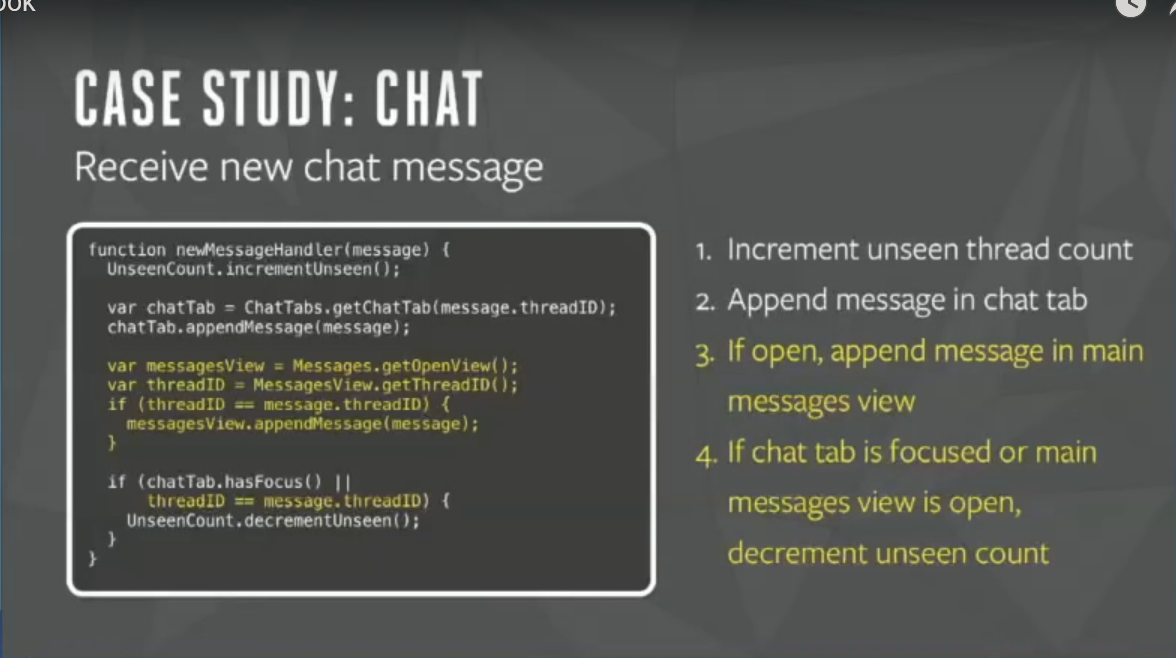 CASE STUDY: CHAT
Receive new chat message
function newMessageHandler(message) {
UnseenCount.incrementUnseen();
var chatTab = ChatTabs.getChatTab(message.threadID);
chatTab.appendMessage(message);
var messagesView = Messages.getOpenView();
var threadID = MessagesView.getThreadID();
if (threadID == message.threadID) {
messagesView.appendMessage(message);
}
if (chatTab.hasFocus() ||
threadID == message.threadID) {
UnseenCount.decrementUnseen();
}
}
1. Increment unseen thread count
2. Append message in chat tab
3. If open, append message in main
messages view
4. If chat tab is focused or main
messages view is open,
decrement unseen count